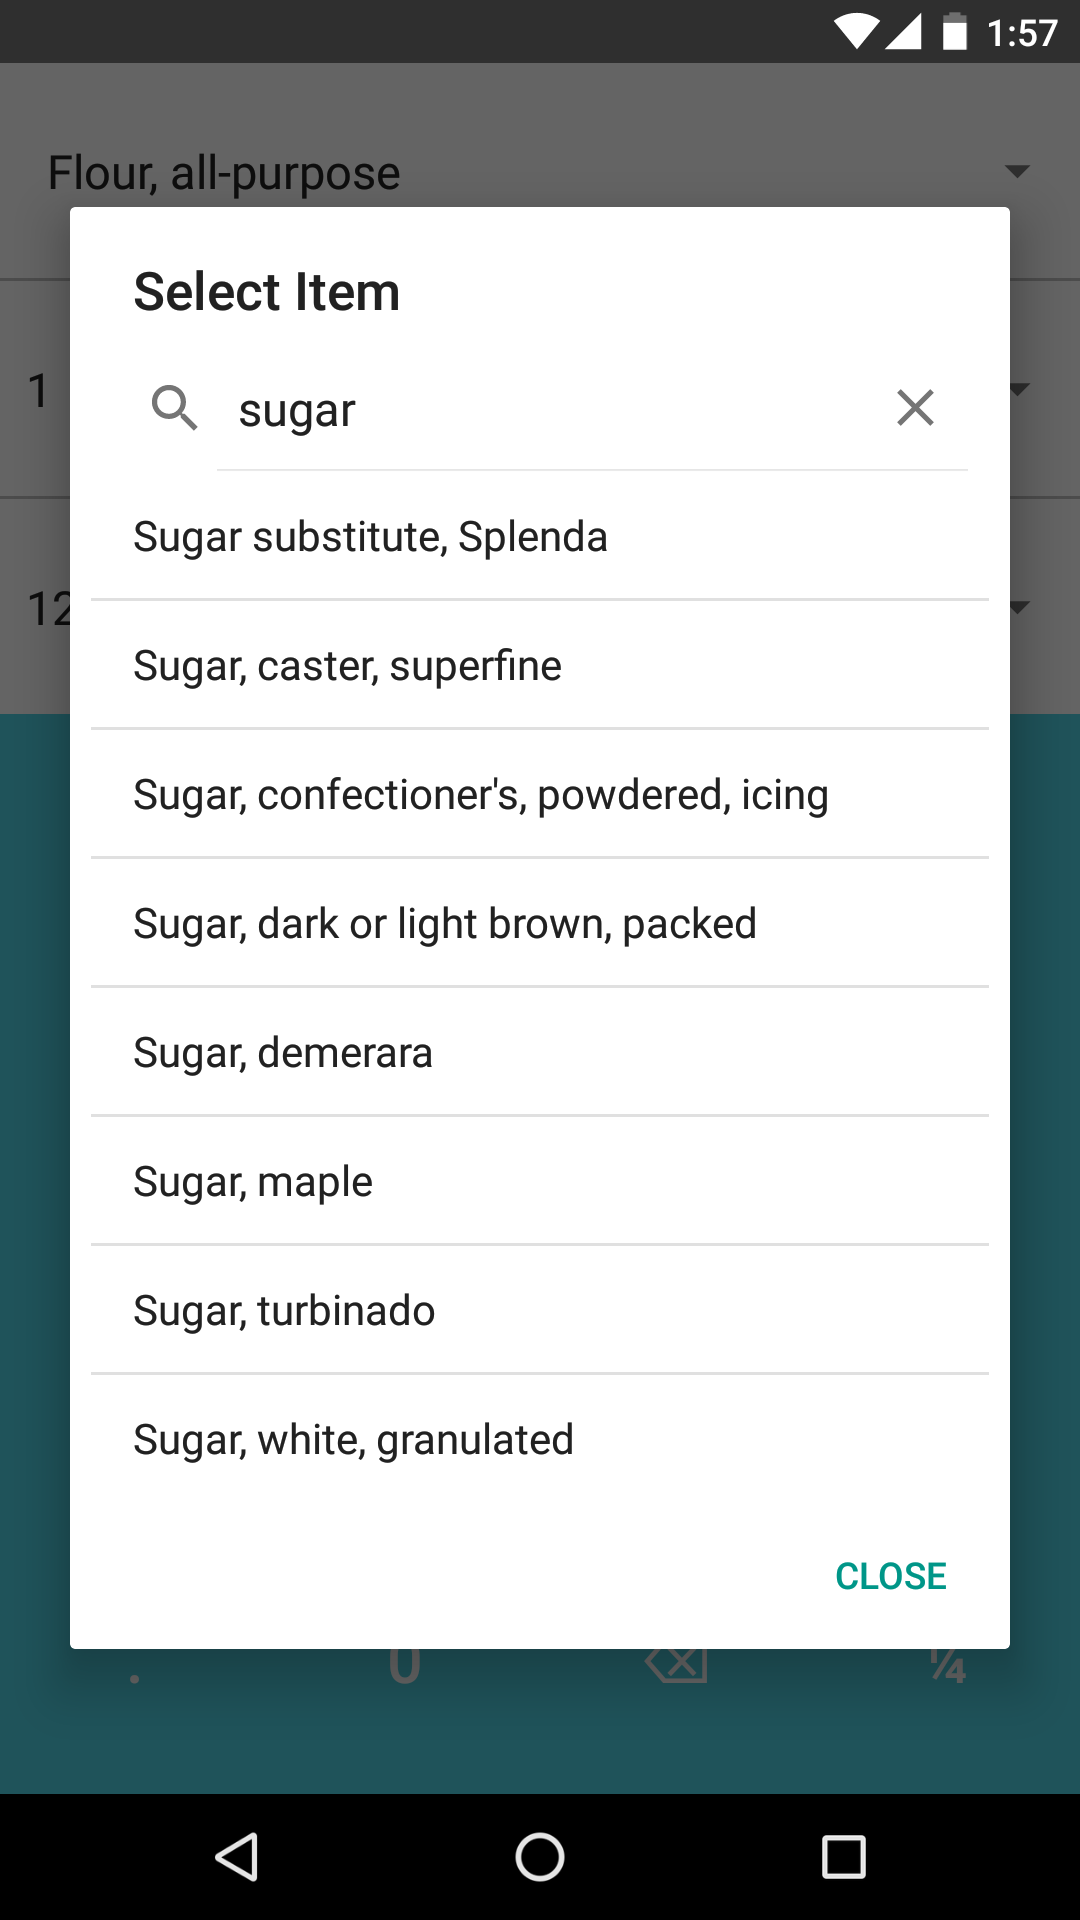 1:57
Flour, all-purpose
Select Item
1
sugar
Sugar substitute, Splenda
12
Sugar, caster, superfine
Sugar, confectioner's, powdered, icing
Sugar, dark or light brown, packed
Sugar, demerara
Sugar, maple
Sugar, turbinado
Sugar, white, granulated
CLOSE
. 0 ¼